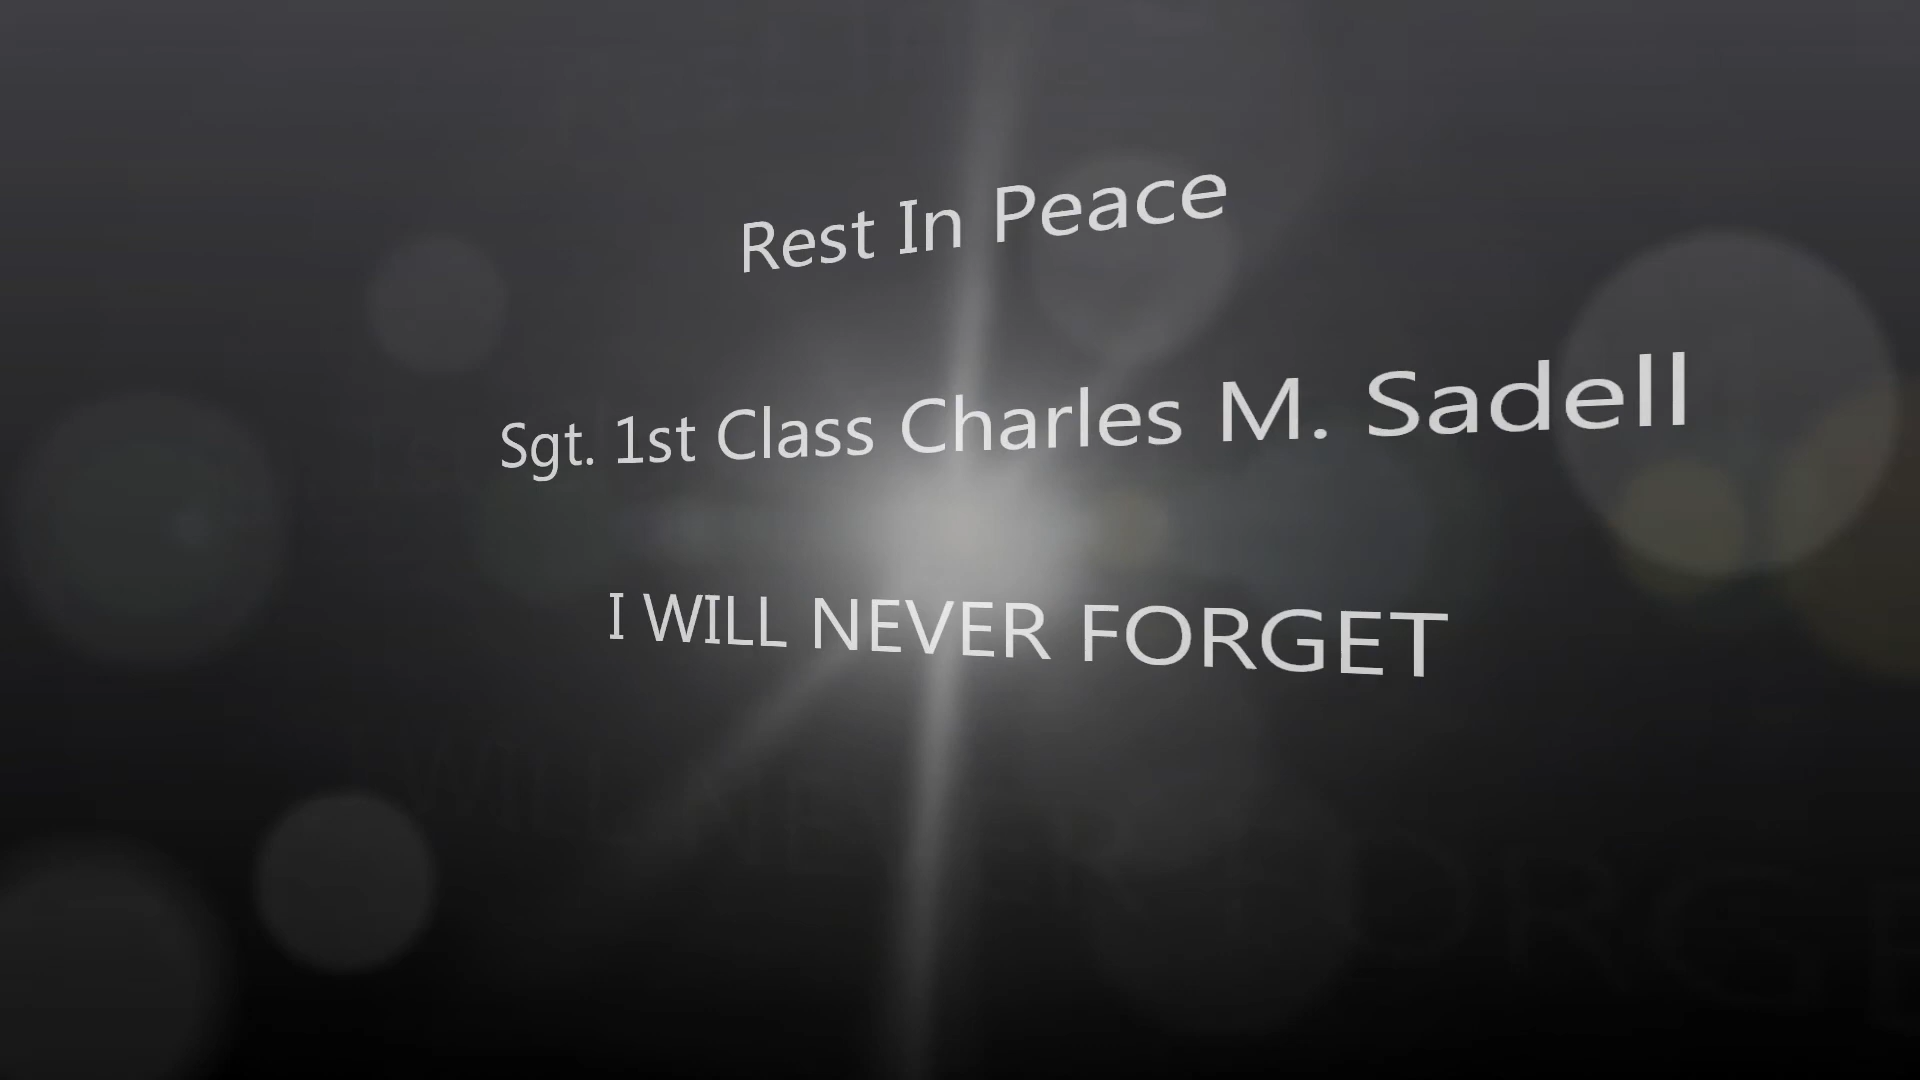 Rest In Peace
Sgt. 1st Class Charles M. Sadell
I WILL NEVER FORGET